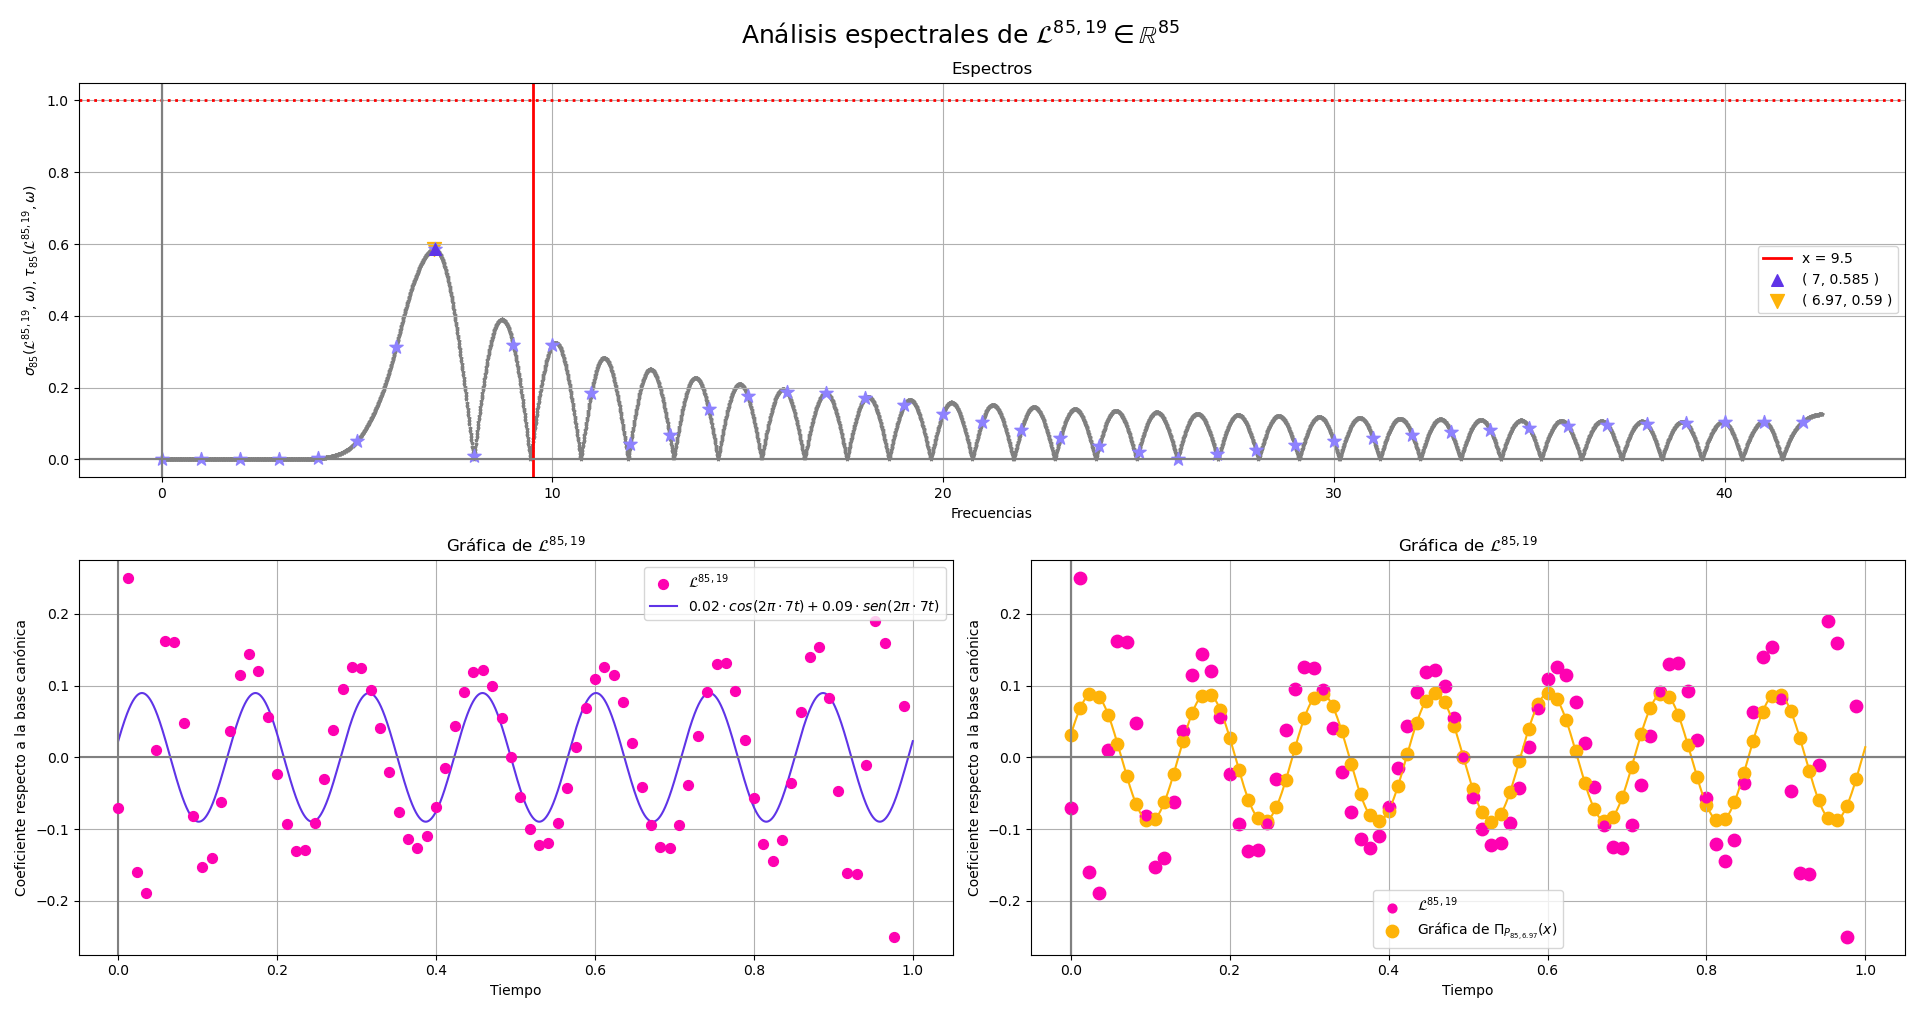 Análisis espectrales de 𝓛^{85,19} ∈ ℝ^{85}
Espectros
σ_{85}(𝓛^{85,19}, ω), τ_{85}(𝓛^{85,19}, ω)
1.0
0.8
0.6
0.4
0.2
0.0
x = 9.5
( 7, 0.585 )
( 6.97, 0.59 )
0 10 20 30 40
Frecuencias
Gráfica de 𝓛^{85,19}
Coeficiente respecto a la base canónica
0.2
0.1
0.0
−0.1
−0.2
𝓛^{85,19}
0.02 · cos(2π · 7t) + 0.09 · sen(2π · 7t)
0.0 0.2 0.4 0.6 0.8 1.0
Tiempo
Gráfica de 𝓛^{85,19}
Coeficiente respecto a la base canónica
0.2
0.1
0.0
−0.1
−0.2
𝓛^{85,19}
Gráfica de Π_{P_{85,6.97}}(x)
0.0 0.2 0.4 0.6 0.8 1.0
Tiempo